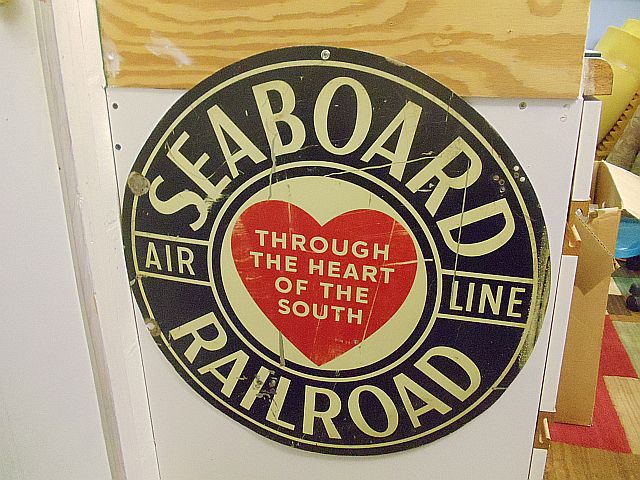 SEABOARD
AIR LINE
RAILROAD
THROUGH
THE HEART
OF THE
SOUTH